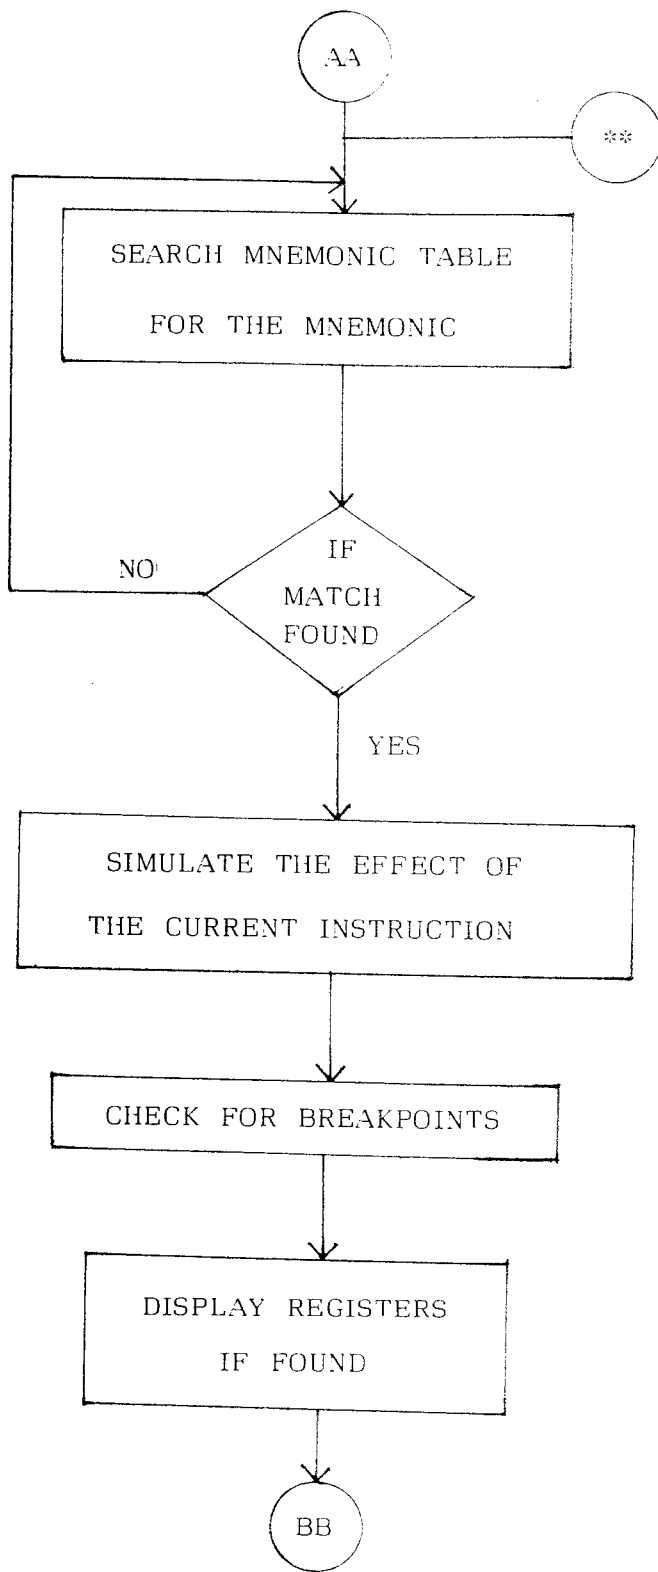 AA
**
SEARCH MNEMONIC TABLE
FOR THE MNEMONIC
IF
MATCH
FOUND
NO
YES
SIMULATE THE EFFECT OF
THE CURRENT INSTRUCTION
CHECK FOR BREAKPOINTS
DISPLAY REGISTERS
IF FOUND
BB